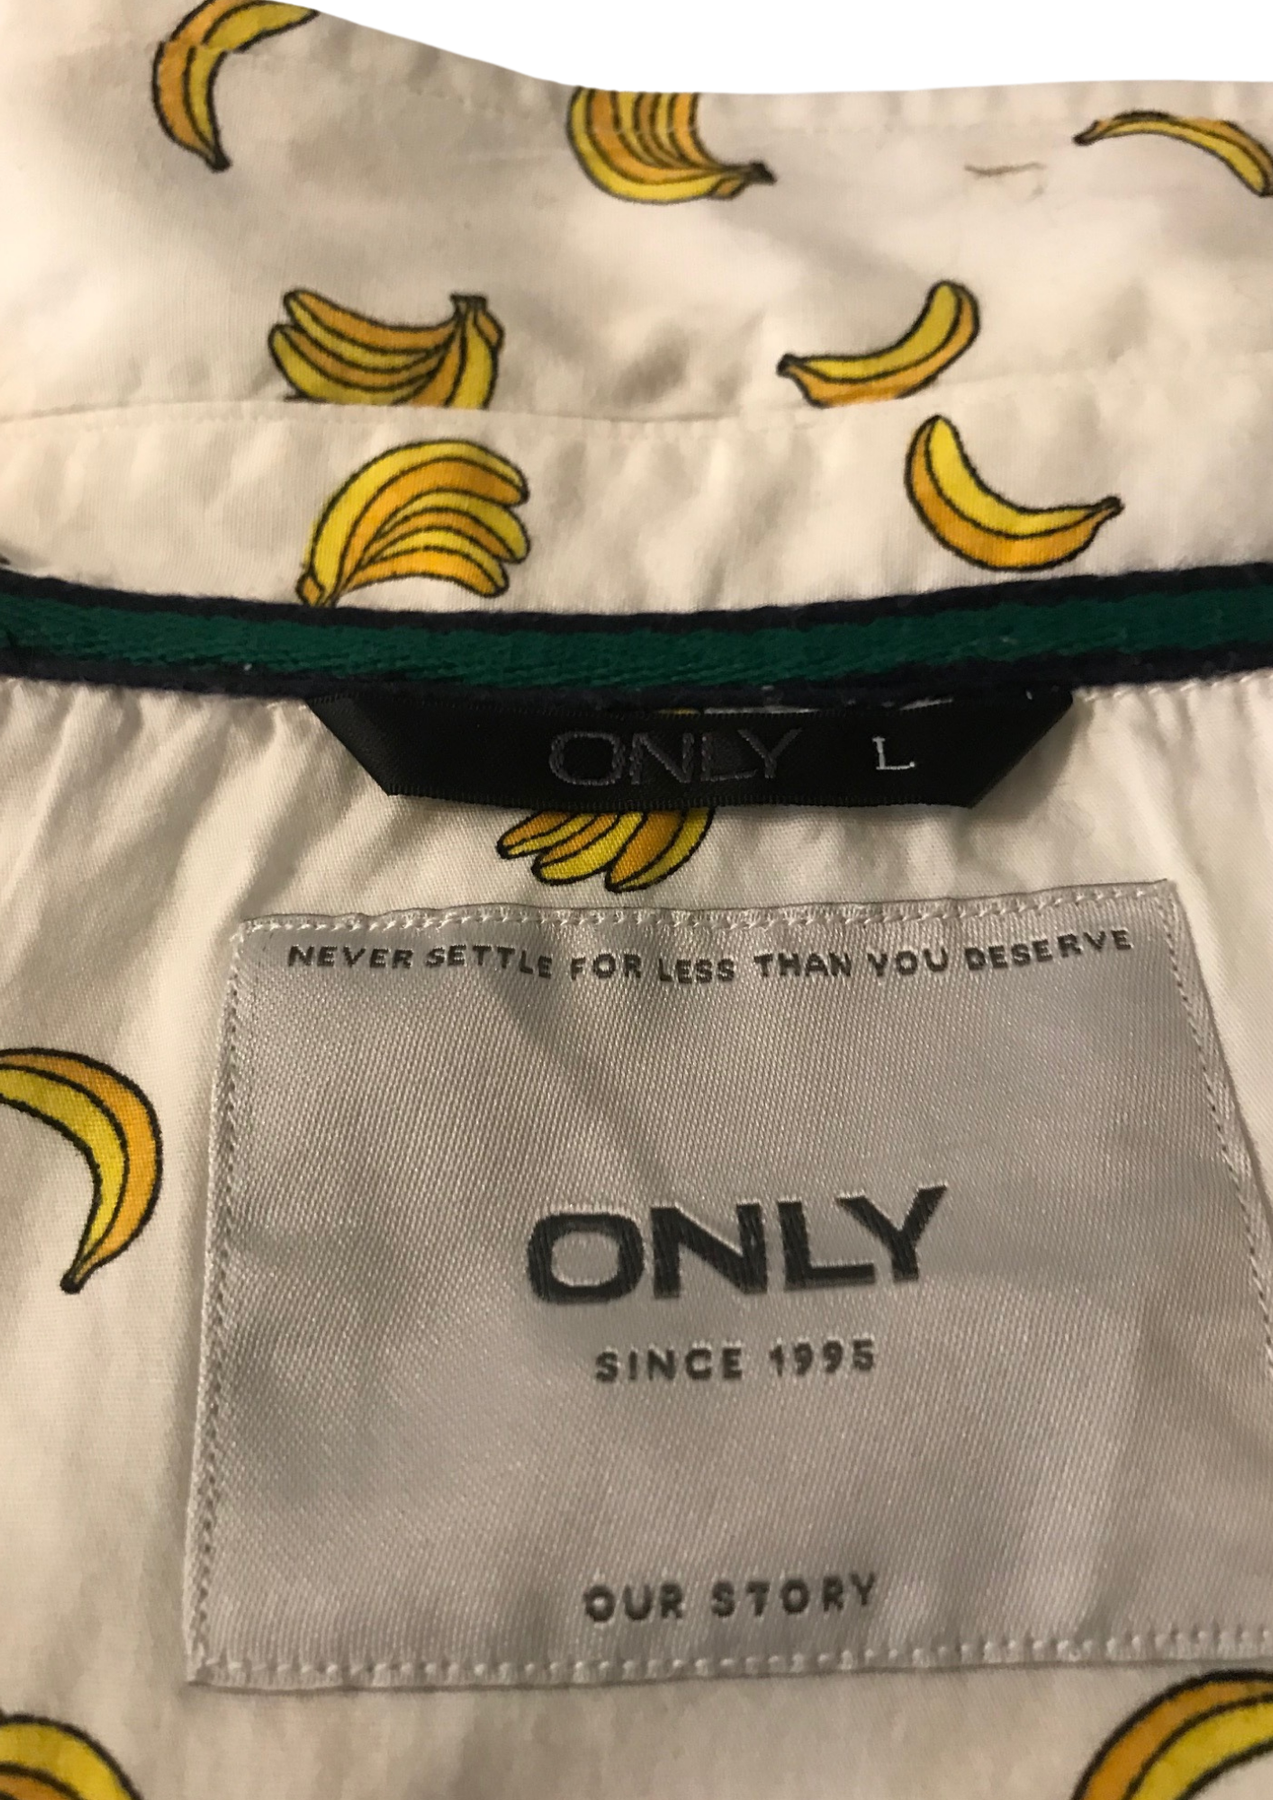 ONLY L
NEVER SETTLE FOR LESS THAN YOU DESERVE
ONLY
SINCE 1995
OUR STORY